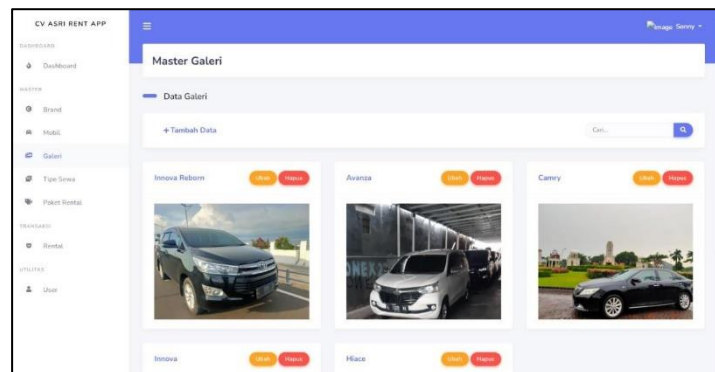 CV ASRI RENT APP
Image Sonny
DASHBOARD
Dashboard
MASTER
Brand
Mobil
Galeri
Tipe Sewa
Paket Rental
TRANSAKSI
Rental
UTILITAS
User
Master Galeri
Data Galeri
+ Tambah Data
Cari...
Innova Reborn Ubah Hapus
Avanza Ubah Hapus
Camry Ubah Hapus
Innova Ubah Hapus
Hiace Ubah Hapus